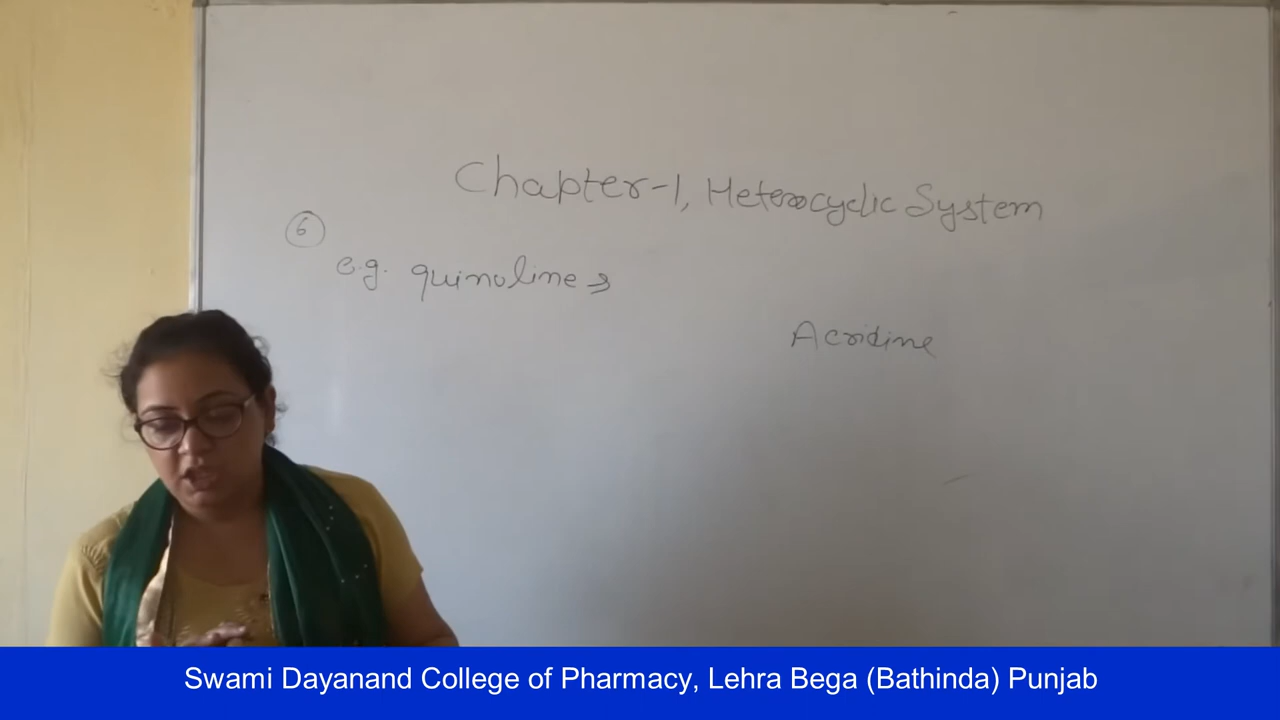 Chapter-1, Heterocyclic System
6
e.g. quinoline →
Acridine
Swami Dayanand College of Pharmacy, Lehra Bega (Bathinda) Punjab